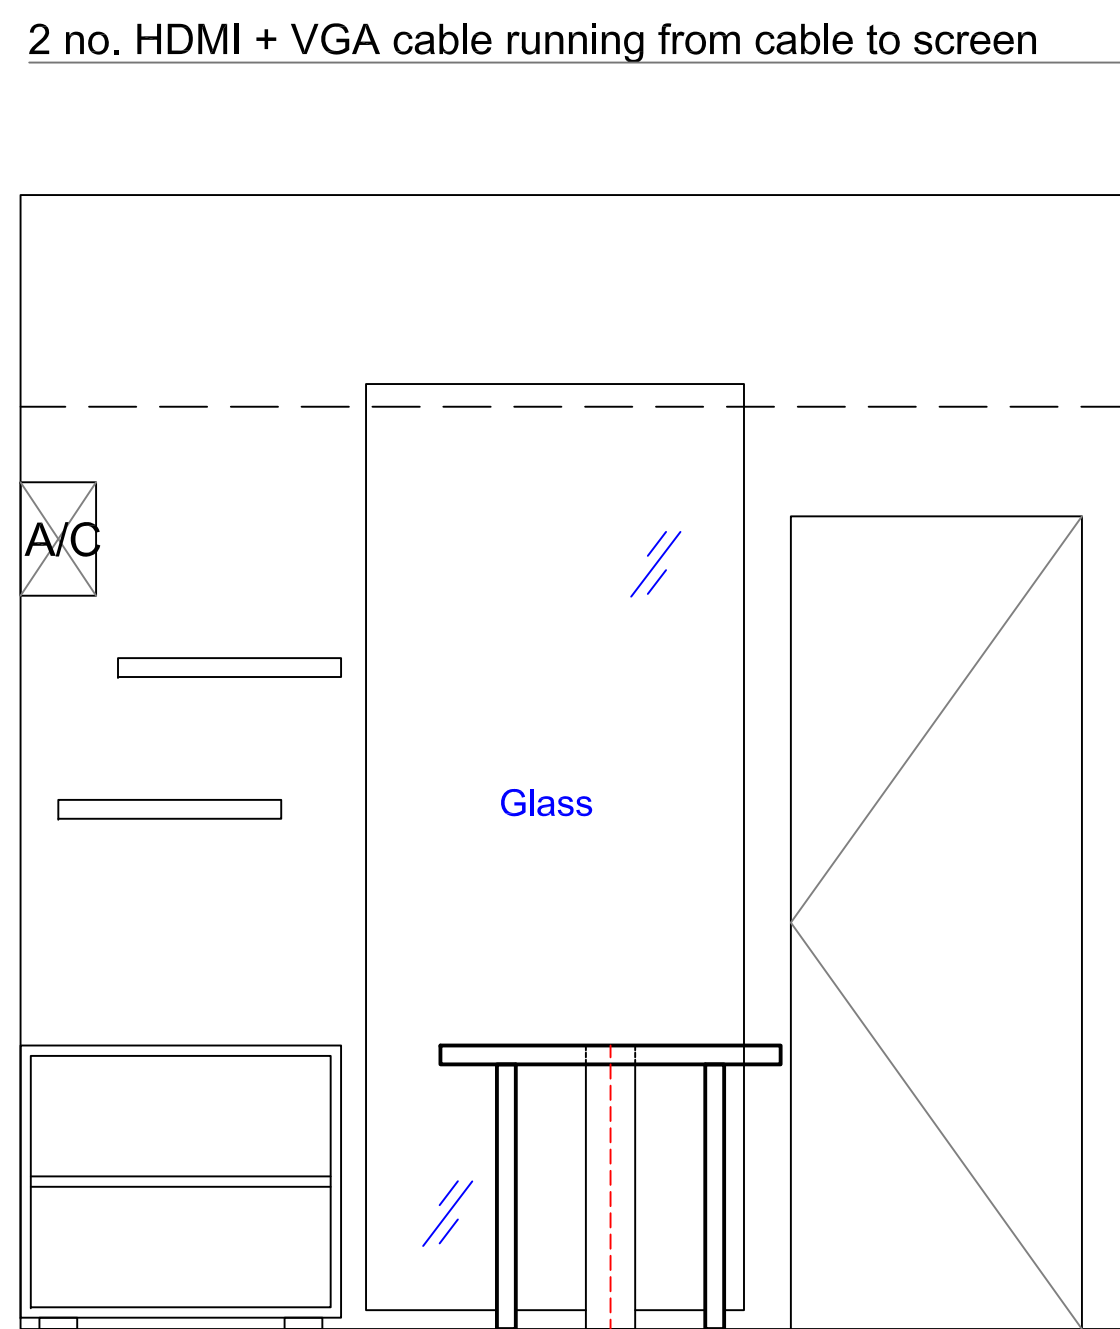 2 no. HDMI + VGA cable running from cable to screen
A/C
Glass